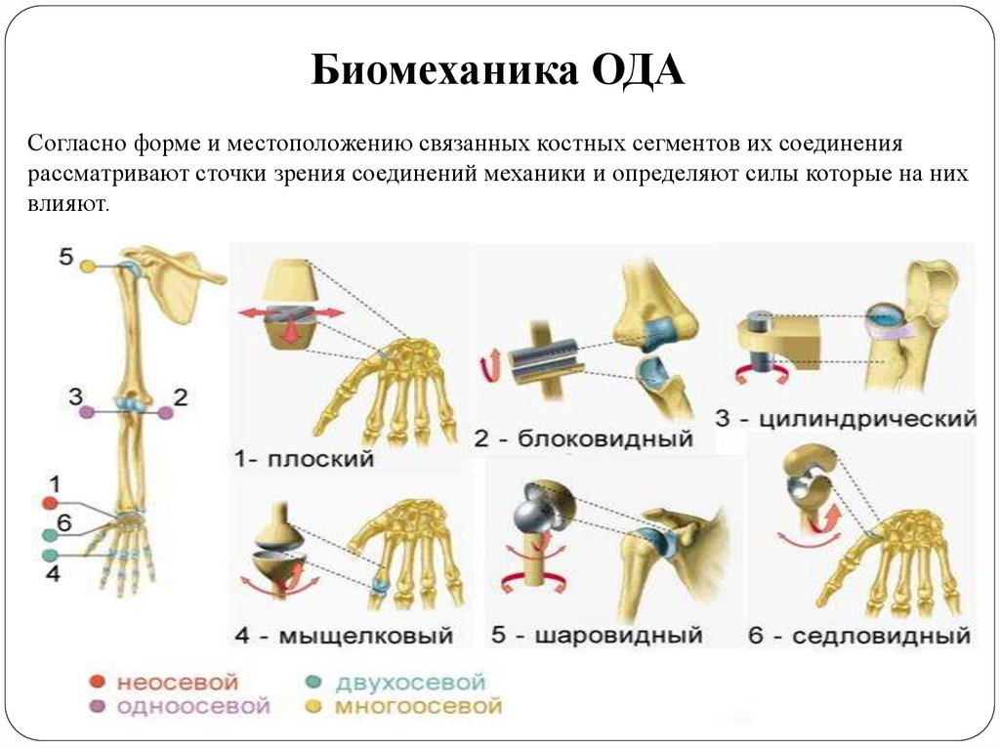 Биомеханика ОДА
Согласно форме и местоположению связанных костных сегментов их соединения
рассматривают сточки зрения соединений механики и определяют силы которые на них
влияют.
5
3
2
1
6
4
1- плоский
2 - блоковидный
3 - цилиндрический
4 - мыщелковый
5 - шаровидный
6 - седловидный
неосевой
двухосевой
одноосевой
многоосевой